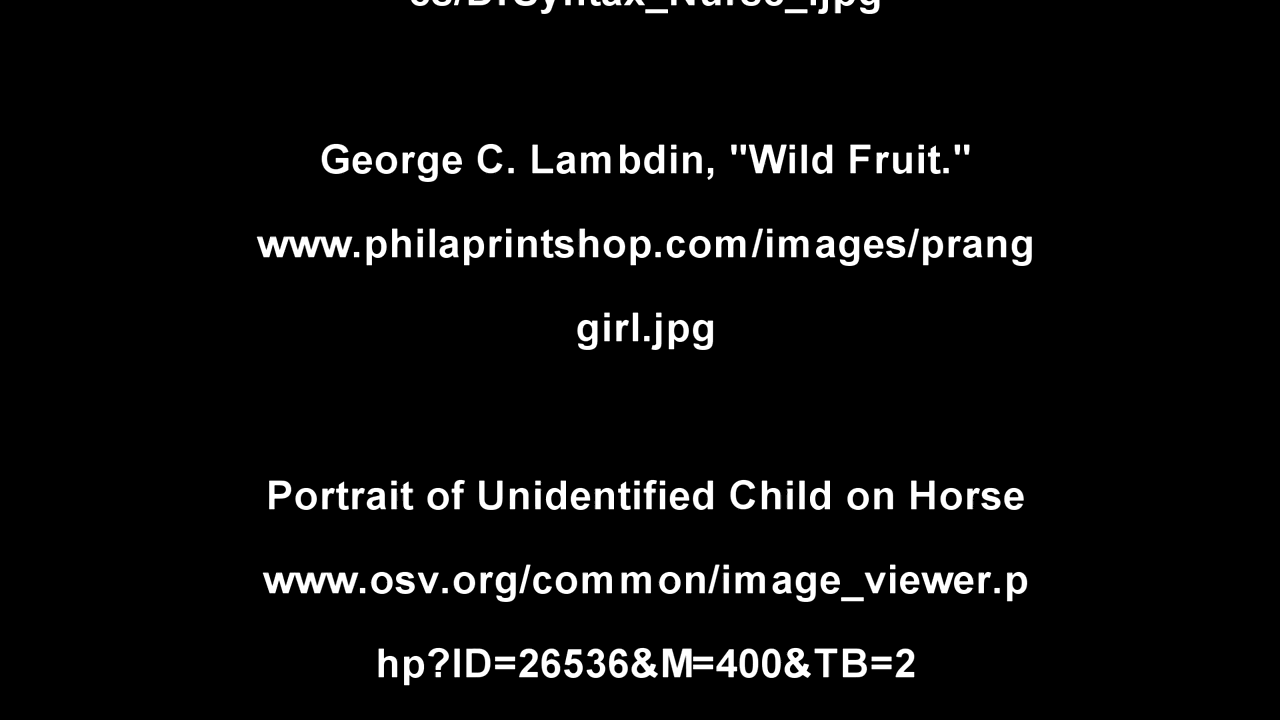 George C. Lambdin, "Wild Fruit."
www.philaprintshop.com/images/prang
girl.jpg
Portrait of Unidentified Child on Horse
www.osv.org/common/image_viewer.p
hp?ID=26536&M=400&TB=2